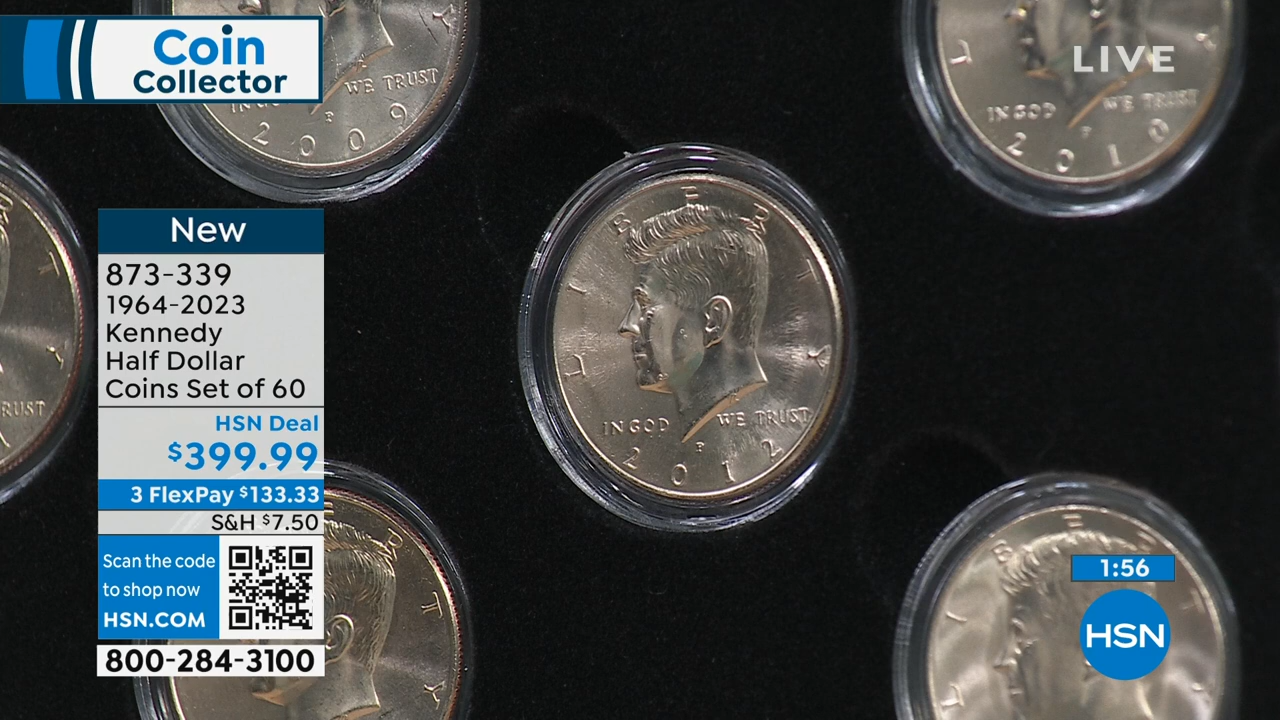 Coin
Collector
LIVE
New
873-339
1964-2023
Kennedy
Half Dollar
Coins Set of 60
HSN Deal
$399.99
3 FlexPay $133.33
S&H $7.50
Scan the code
to shop now
HSN.COM
800-284-3100
WE TRUST
2009
P
IN GOD WE TRUST
P
2010
LIBERTY
IN GOD WE TRUST
P
2012
RUST
1:56
HSN